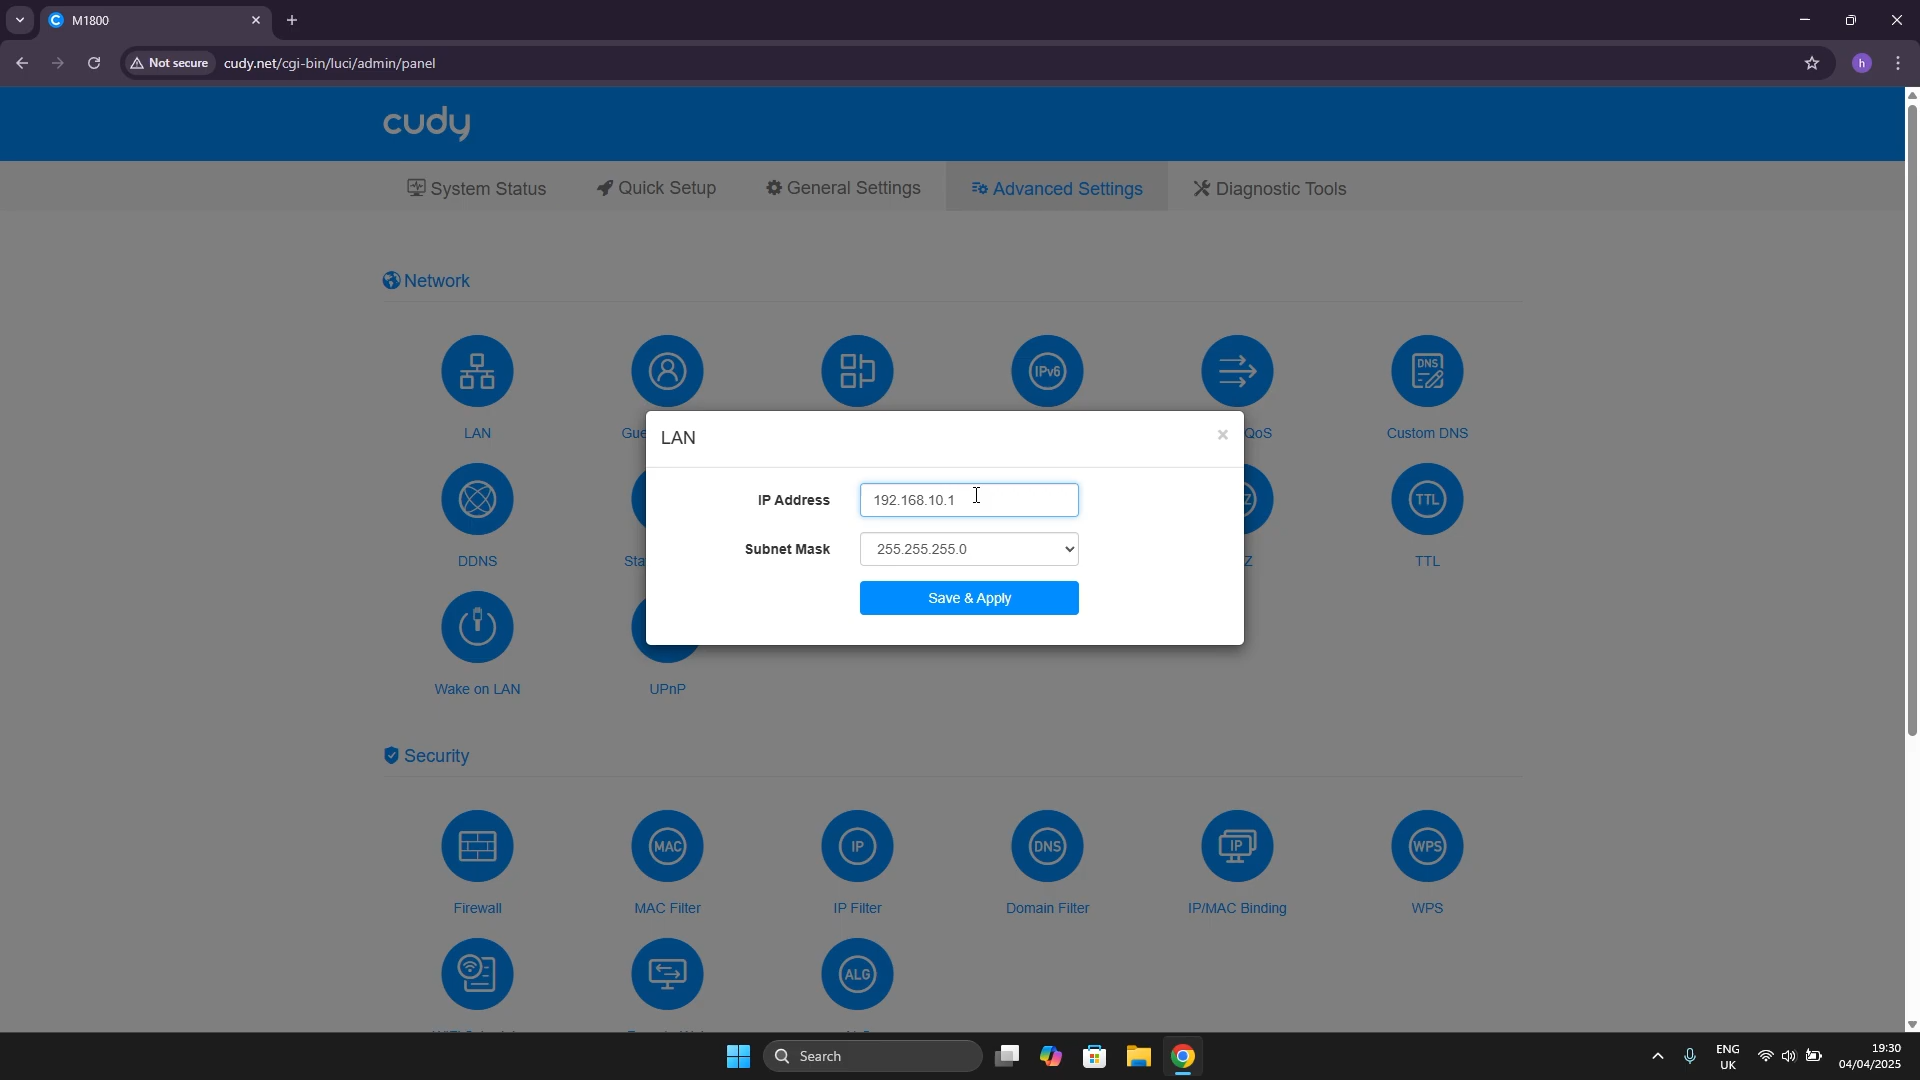 M1800
Not secure
cudy.net/cgi-bin/luci/admin/panel
h
cudy
System Status
Quick Setup
General Settings
Advanced Settings
Diagnostic Tools
Network
IPv6
DNS
LAN
Gue
QoS
Custom DNS
LAN
IP Address
192.168.10.1
Subnet Mask
255.255.255.0
Save & Apply
Z
TTL
DDNS
Sta
Z
TTL
Wake on LAN
UPnP
Security
MAC
IP
DNS
IP
WPS
Firewall
MAC Filter
IP Filter
Domain Filter
IP/MAC Binding
WPS
ALG
Search
ENG
UK
19:30
04/04/2025